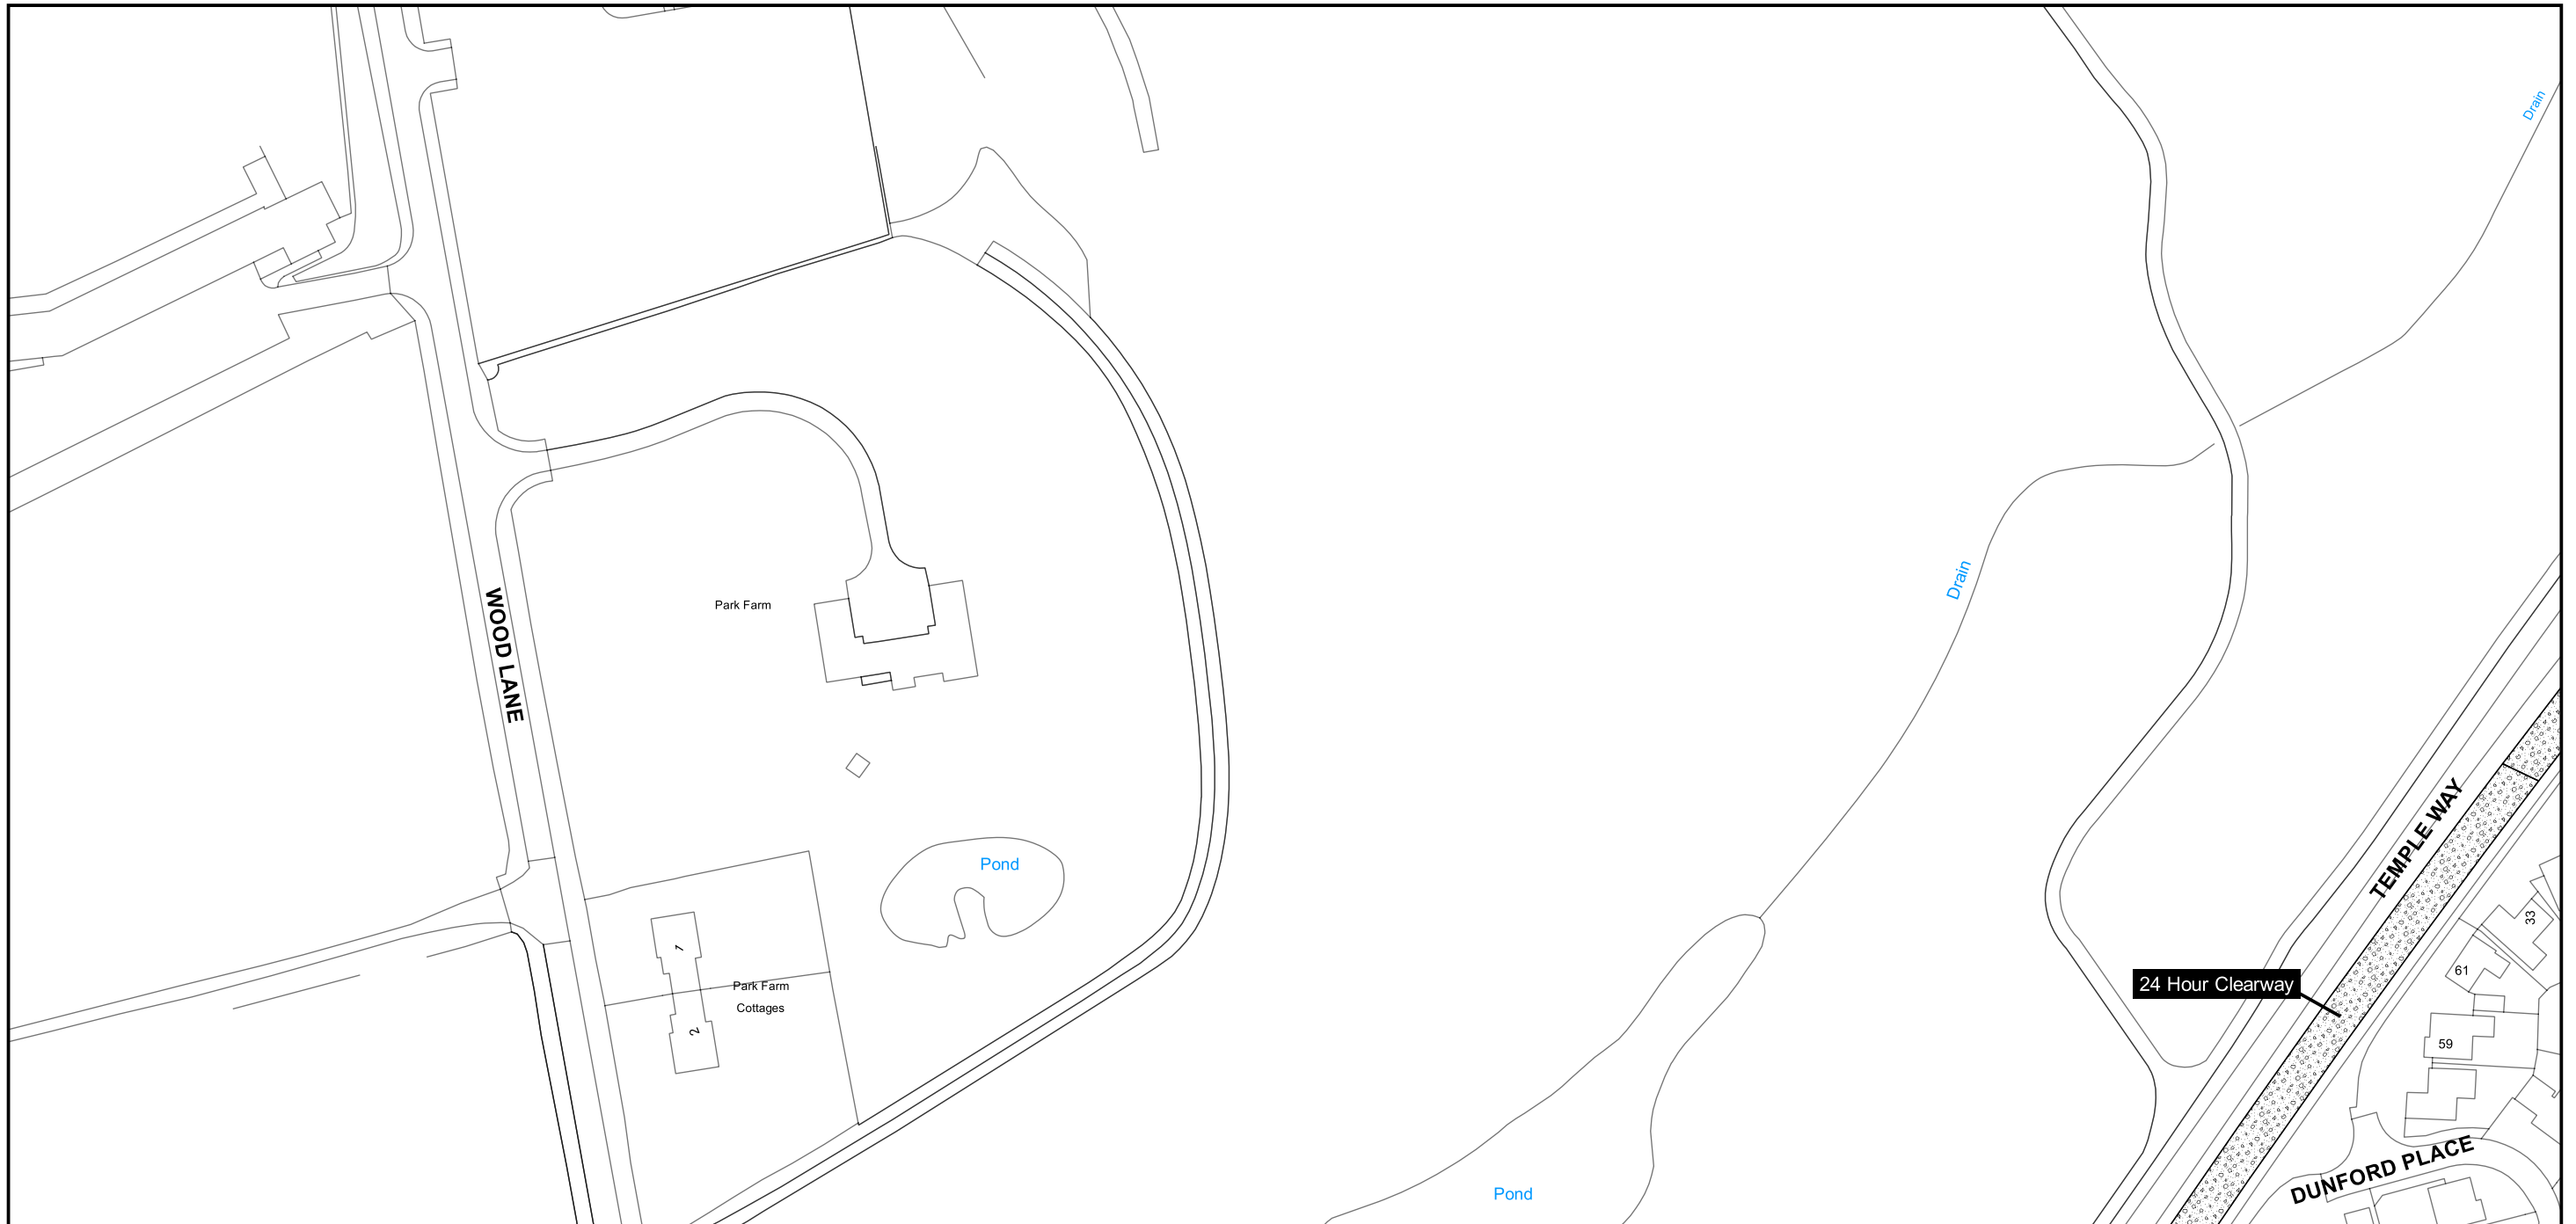 Drain
Drain
WOOD LANE
Park Farm
TEMPLE WAY
Pond
33
1
61
24 Hour Clearway
Park Farm
Cottages
2
59
DUNFORD PLACE
Pond